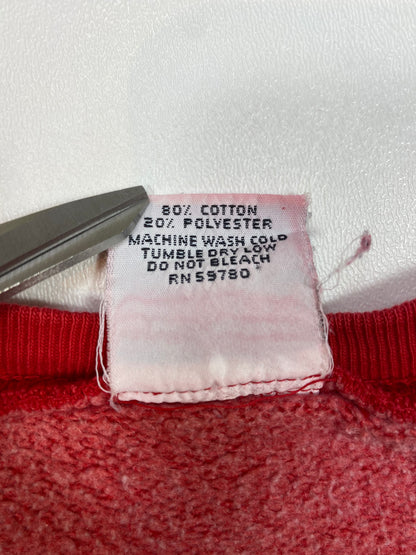 80% COTTON
20% POLYESTER
MACHINE WASH COLD
TUMBLE DRY LOW
DO NOT BLEACH
RN 59780